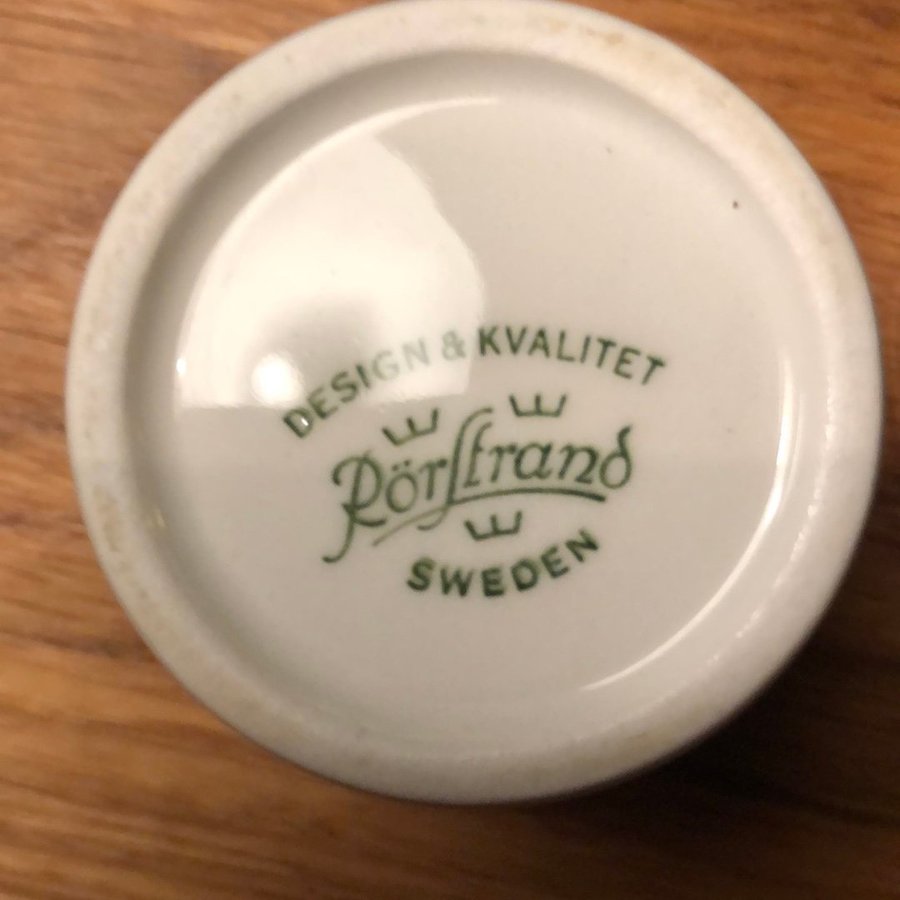 DESIGN & KVALITET
Rörstrand
SWEDEN